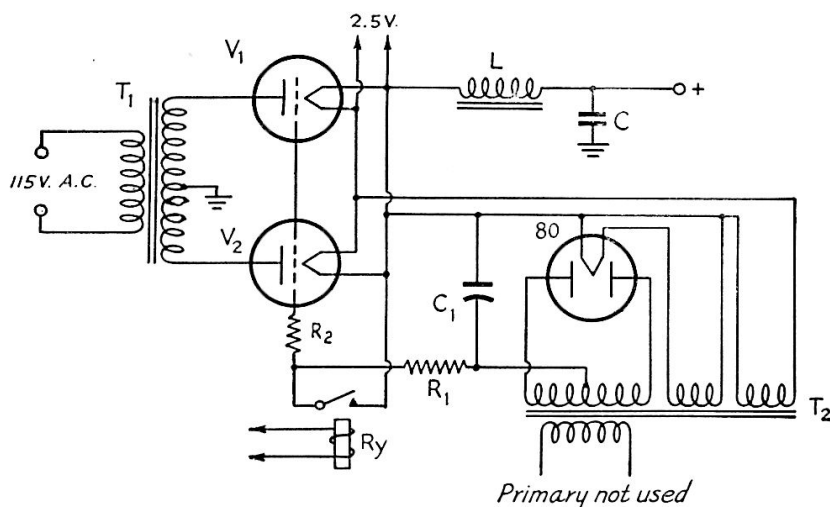 2.5V.
V1
L
T1
+
C
115V. A.C.
V2
80
C1
R2
R1
T2
Ry
Primary not used